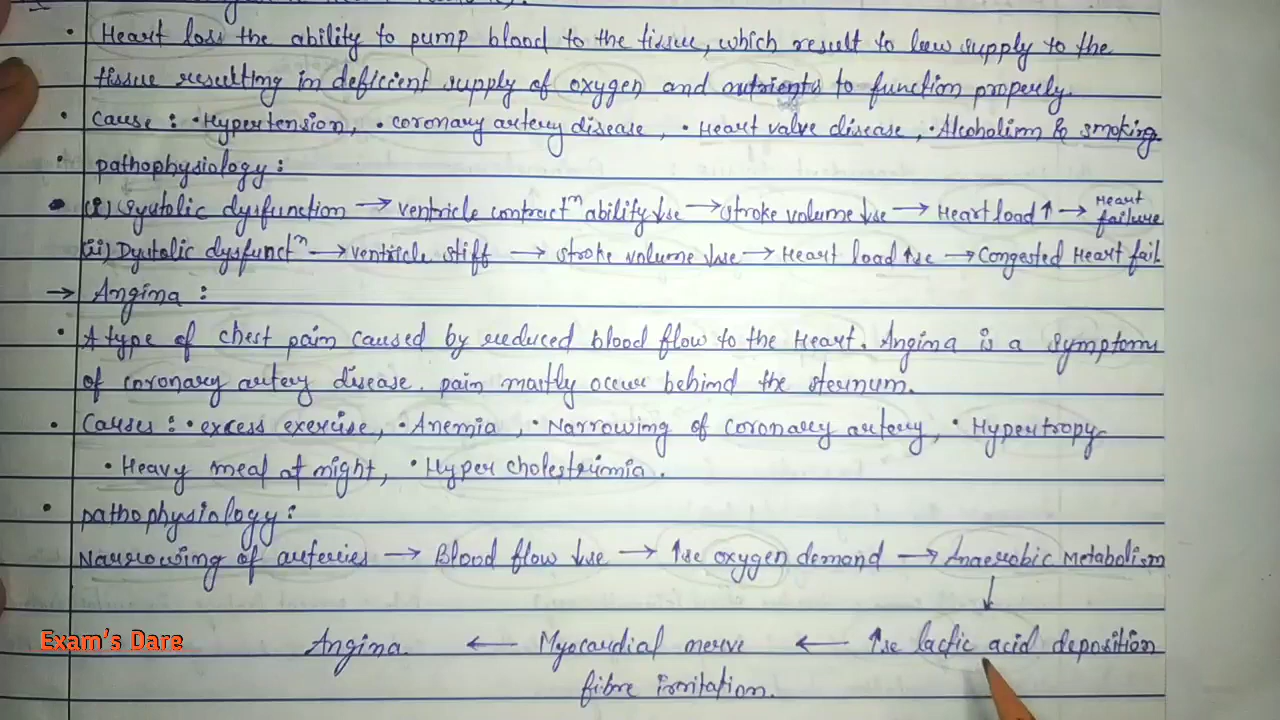 • Heart loss the ability to pump blood to the tissue, which result to low supply to the
tissue resulting in deficient supply of oxygen and nutrients to function properly.
• Cause : • Hypertension, • coronary artery disease, • Heart valve disease, • Alcoholism & smoking
• pathophysiology :
(i) Systolic dysfunction → ventricle contractⁿ ability ↓se → stroke volume ↓se → Heart load ↑ → Heart failure
(ii) Dystolic dysfunctⁿ → ventricle stiff → stroke volume ↓se → Heart load ↑se → Congested Heart fail
→ Angina :
• A type of chest pain caused by reduced blood flow to the Heart. Angina is a symptoms
of coronary artery disease. pain mostly occur behind the sternum.
• Causes : • excess exercise, • Anemia, • Narrowing of coronary artery, • Hypertropy
• Heavy meal at night, • Hyper cholestrimia.
• pathophysiology :
Narrowing of arteries → Blood flow ↓se → ↑se oxygen demand → Anaerobic Metabolism
↓
Angina ← Myocardial nerve ← ↑se lactic acid deposition
fibre irritation.
Exam's Dare